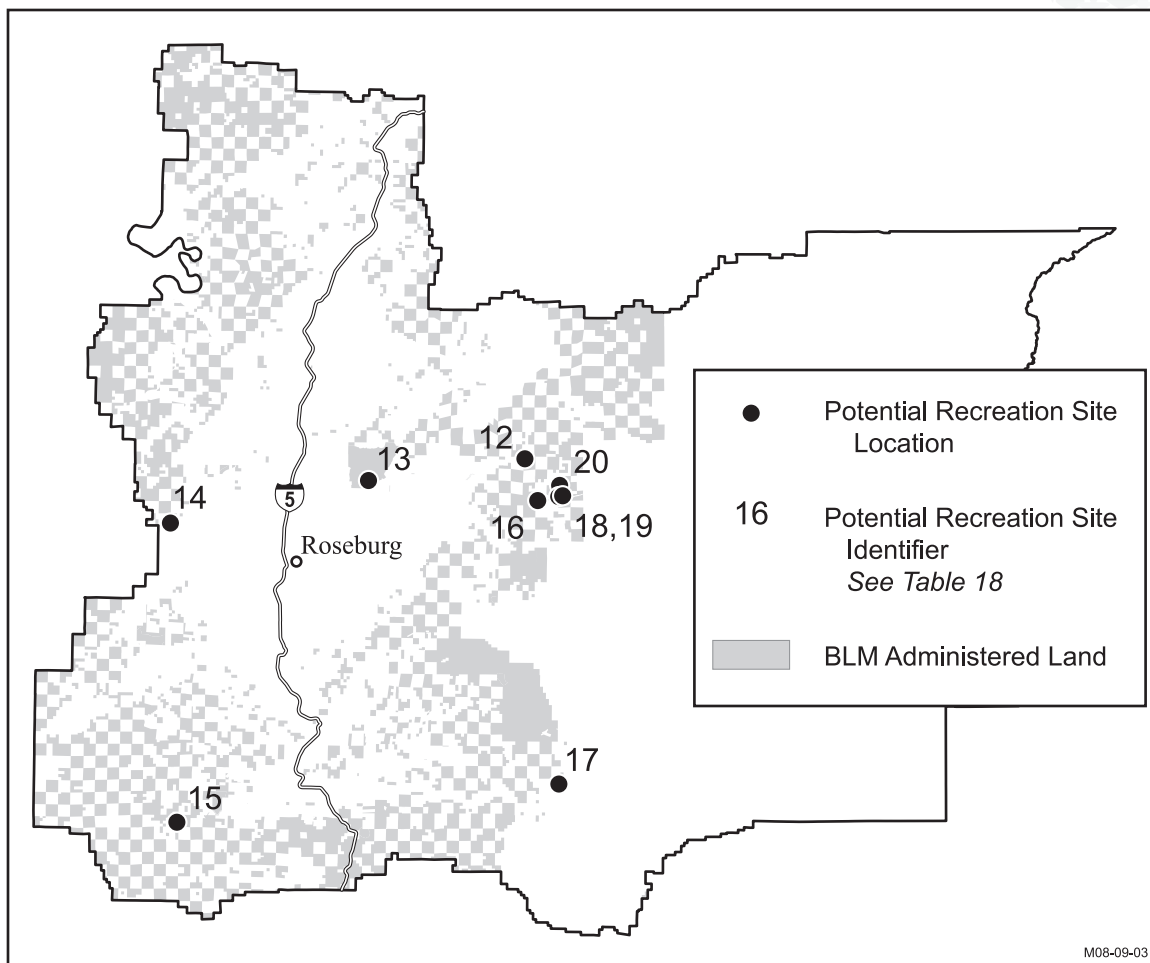 12
20
13
14
5
16
18,19
Roseburg
17
15
Potential Recreation Site
Location
16
Potential Recreation Site
Identifier
See Table 18
BLM Administered Land
M08-09-03